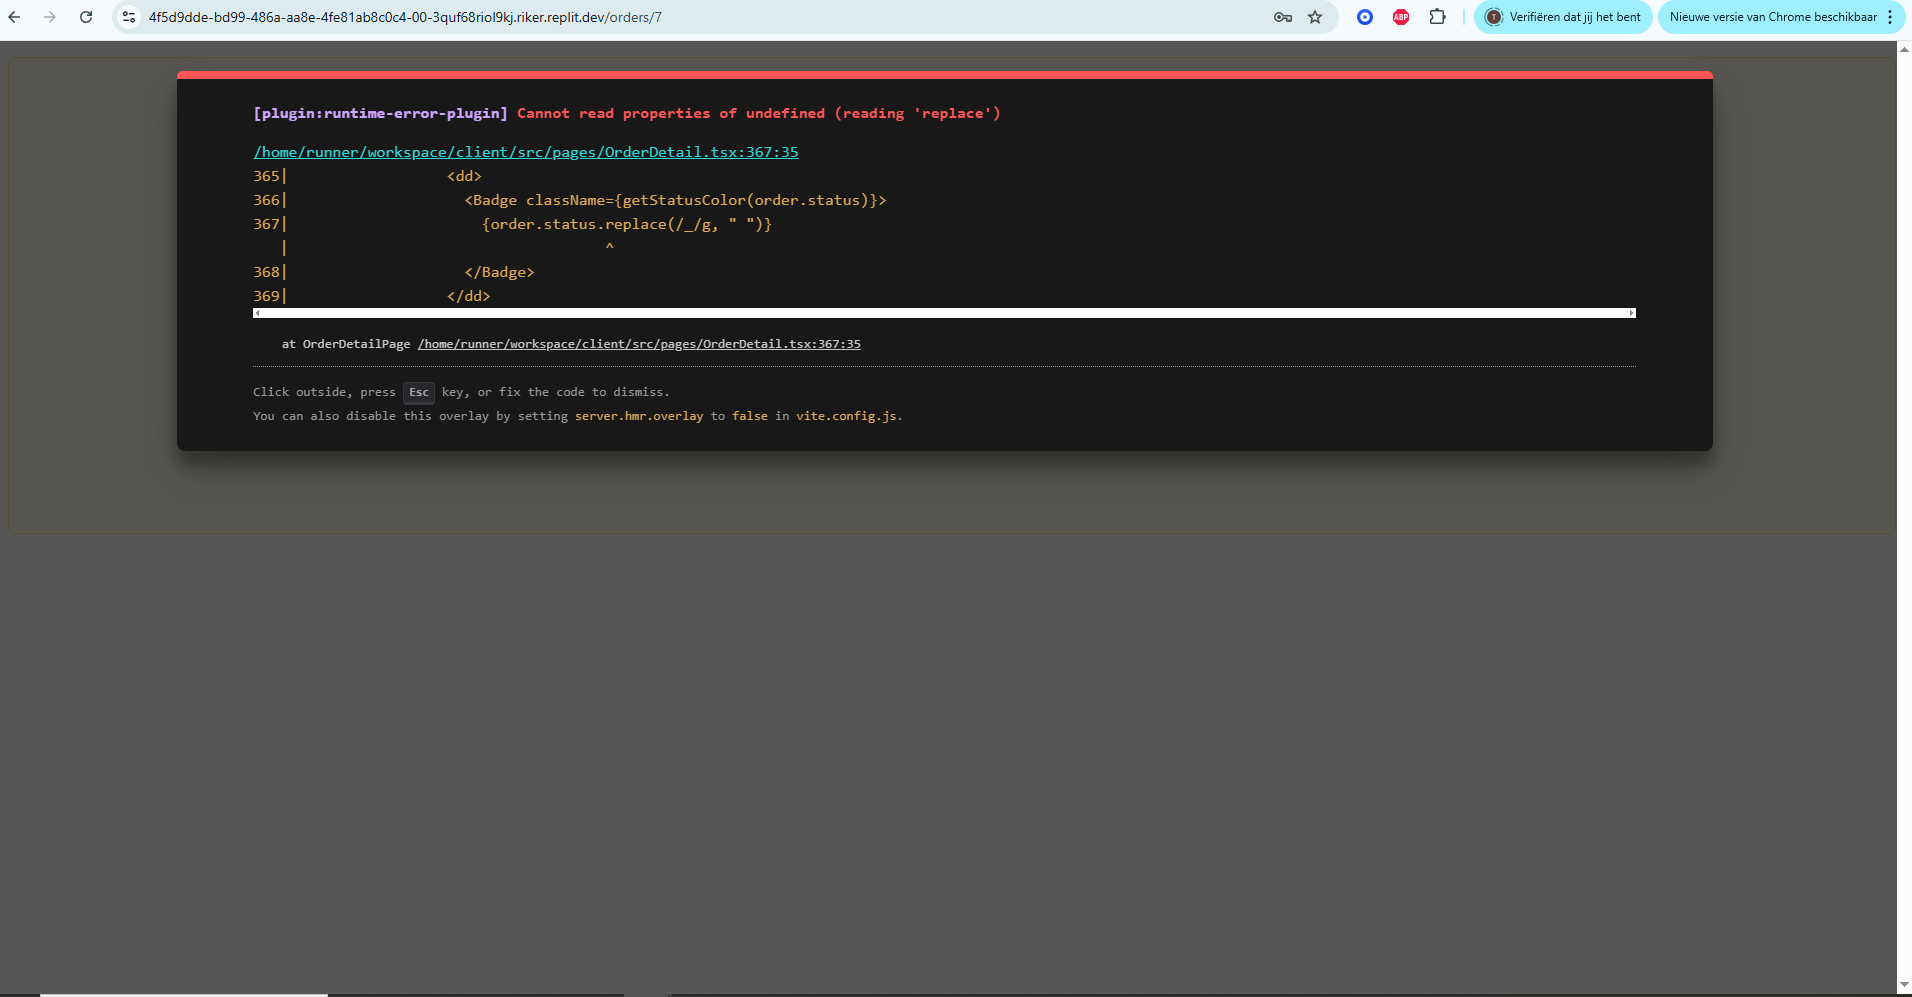 4f5d9dde-bd99-486a-aa8e-4fe81ab8c0c4-00-3quf68riol9kj.riker.replit.dev/orders/7
ABP
T
Verifiëren dat jij het bent
Nieuwe versie van Chrome beschikbaar
[plugin:runtime-error-plugin] Cannot read properties of undefined (reading 'replace')
/home/runner/workspace/client/src/pages/OrderDetail.tsx:367:35
365|                  <dd>
366|                    <Badge className={getStatusColor(order.status)}>
367|                      {order.status.replace(/_/g, " ")}
   |                                    ^
368|                    </Badge>
369|                  </dd>
at OrderDetailPage /home/runner/workspace/client/src/pages/OrderDetail.tsx:367:35
Click outside, press Esc key, or fix the code to dismiss.
You can also disable this overlay by setting server.hmr.overlay to false in vite.config.js.